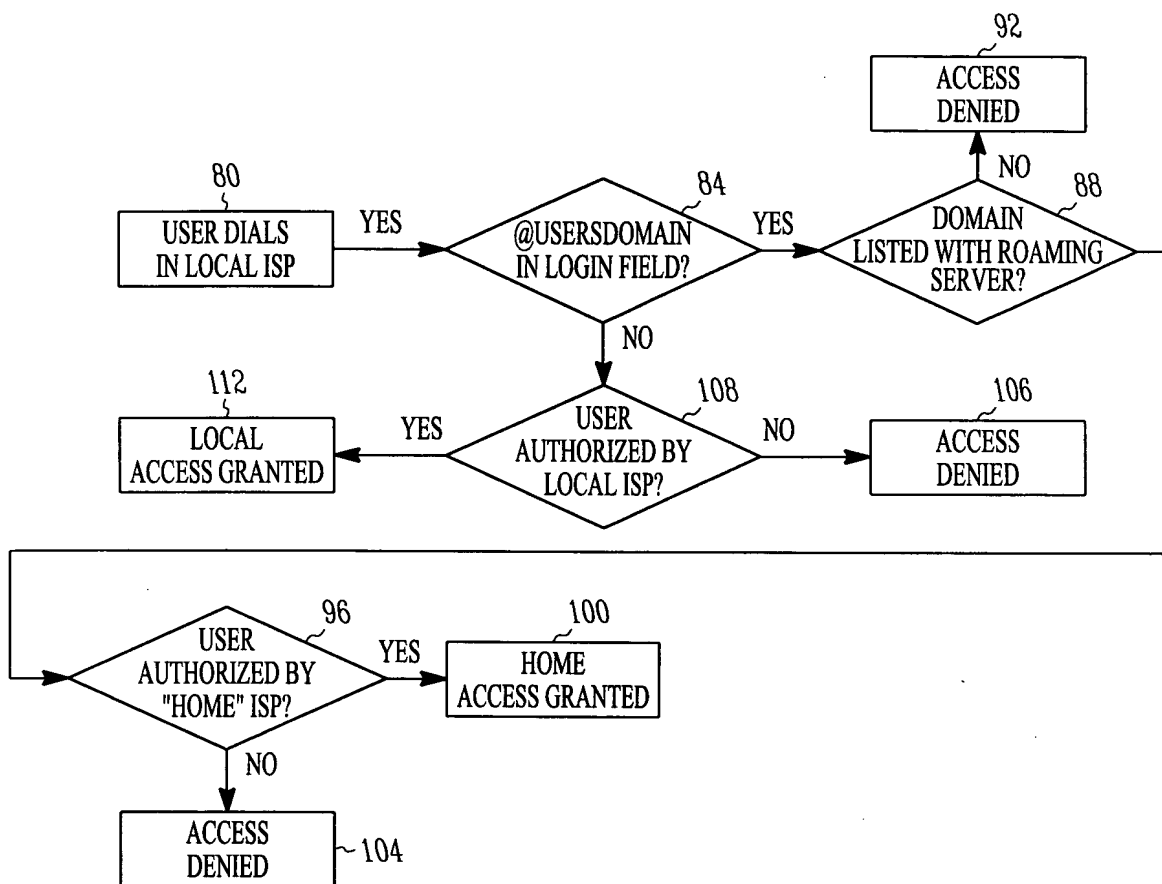 92
ACCESS
DENIED
NO
80
USER DIALS
IN LOCAL ISP
YES
84
@USERSDOMAIN
IN LOGIN FIELD?
YES
88
DOMAIN
LISTED WITH ROAMING
SERVER?
NO
112
LOCAL
ACCESS GRANTED
YES
108
USER
AUTHORIZED BY
LOCAL ISP?
NO
106
ACCESS
DENIED
96
USER
AUTHORIZED BY
"HOME" ISP?
YES
100
HOME
ACCESS GRANTED
NO
ACCESS
DENIED
104